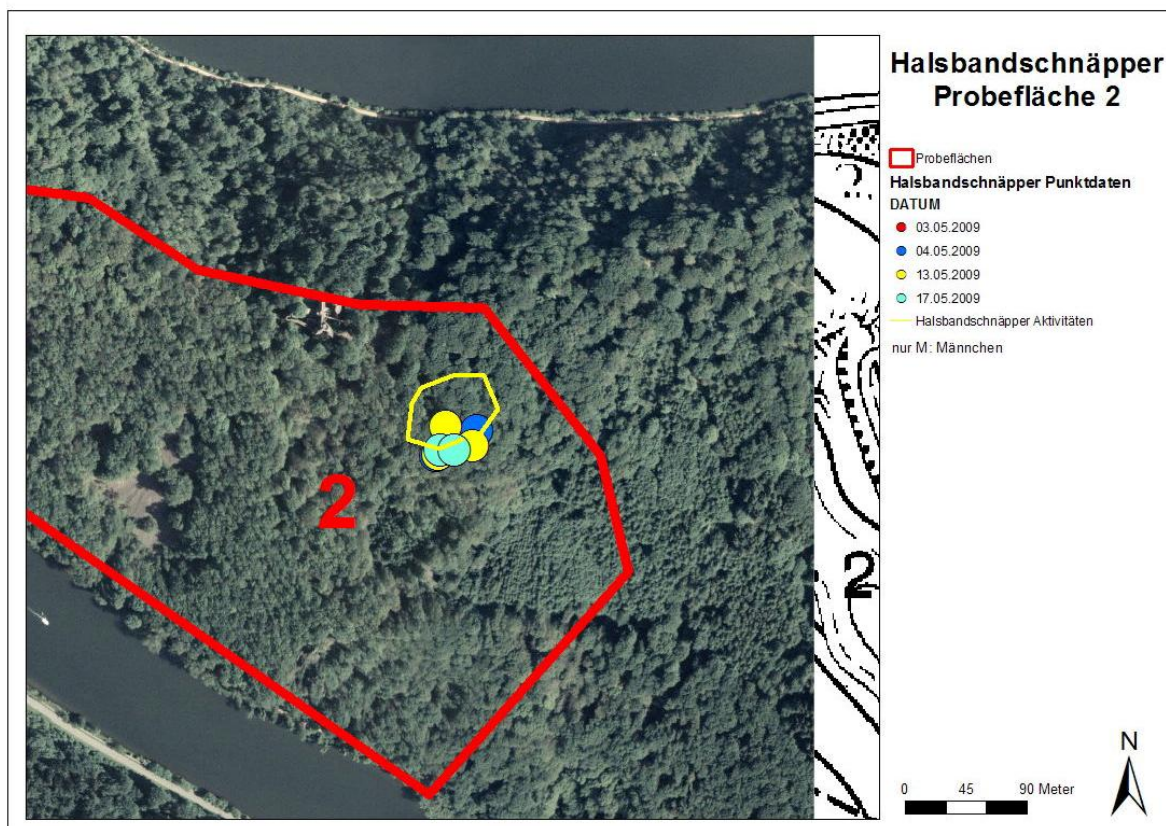 Halsbandschnäpper
Probefläche 2
Probeflächen
Halsbandschnäpper Punktdaten
DATUM
03.05.2009
04.05.2009
13.05.2009
17.05.2009
Halsbandschnäpper Aktivitäten
nur M: Männchen
2
2
N
0 45 90 Meter